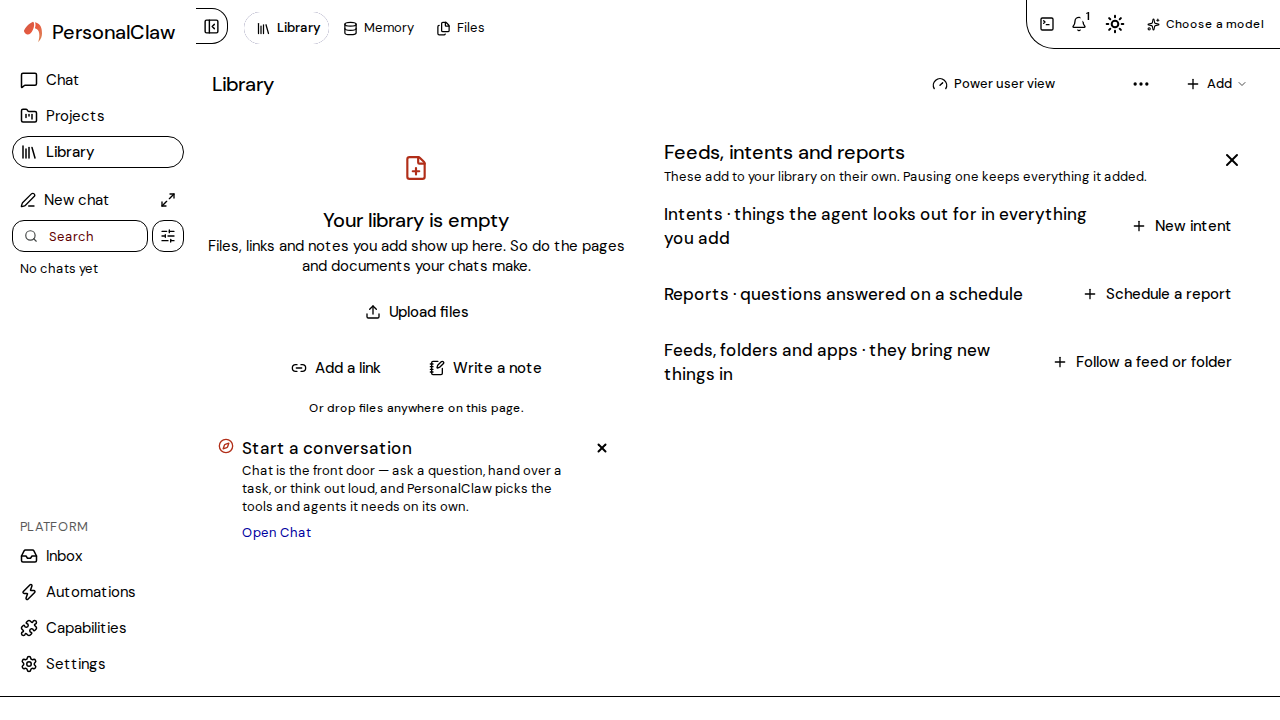 PersonalClaw
Chat
Projects
Library
New chat
Search
No chats yet
PLATFORM
Inbox
Automations
Capabilities
Settings
Library
Memory
Files
1
Choose a model
Library
Power user view
Add
Your library is empty
Files, links and notes you add show up here. So do the pages
and documents your chats make.
Upload files
Add a link
Write a note
Or drop files anywhere on this page.
Start a conversation
Chat is the front door — ask a question, hand over a
task, or think out loud, and PersonalClaw picks the
tools and agents it needs on its own.
Open Chat
Feeds, intents and reports
These add to your library on their own. Pausing one keeps everything it added.
Intents · things the agent looks out for in everything
you add
New intent
Reports · questions answered on a schedule
Schedule a report
Feeds, folders and apps · they bring new
things in
Follow a feed or folder